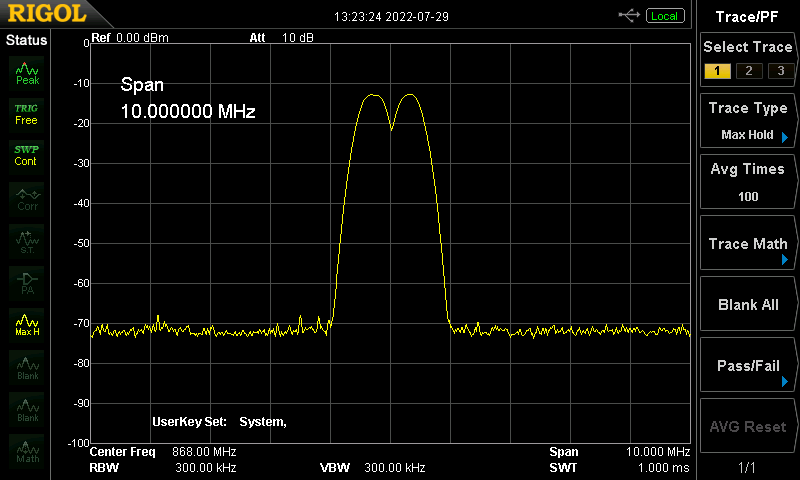 RIGOL
13:23:24 2022-07-29
Local
Status
Ref 0.00 dBm
Att 10 dB
Span
10.000000 MHz
0
-10
-20
-30
-40
-50
-60
-70
-80
-90
-100
Peak
TRIG
Free
SWP
Cont
Corr
S.T.
PA
Max H
Blank
Blank
Math
UserKey Set: System,
Center Freq 868.00 MHz
Span 10.000 MHz
RBW 300.00 kHz
VBW 300.00 kHz
SWT 1.000 ms
Trace/PF
Select Trace
1 2 3
Trace Type
Max Hold
Avg Times
100
Trace Math
Blank All
Pass/Fail
AVG Reset
1/1